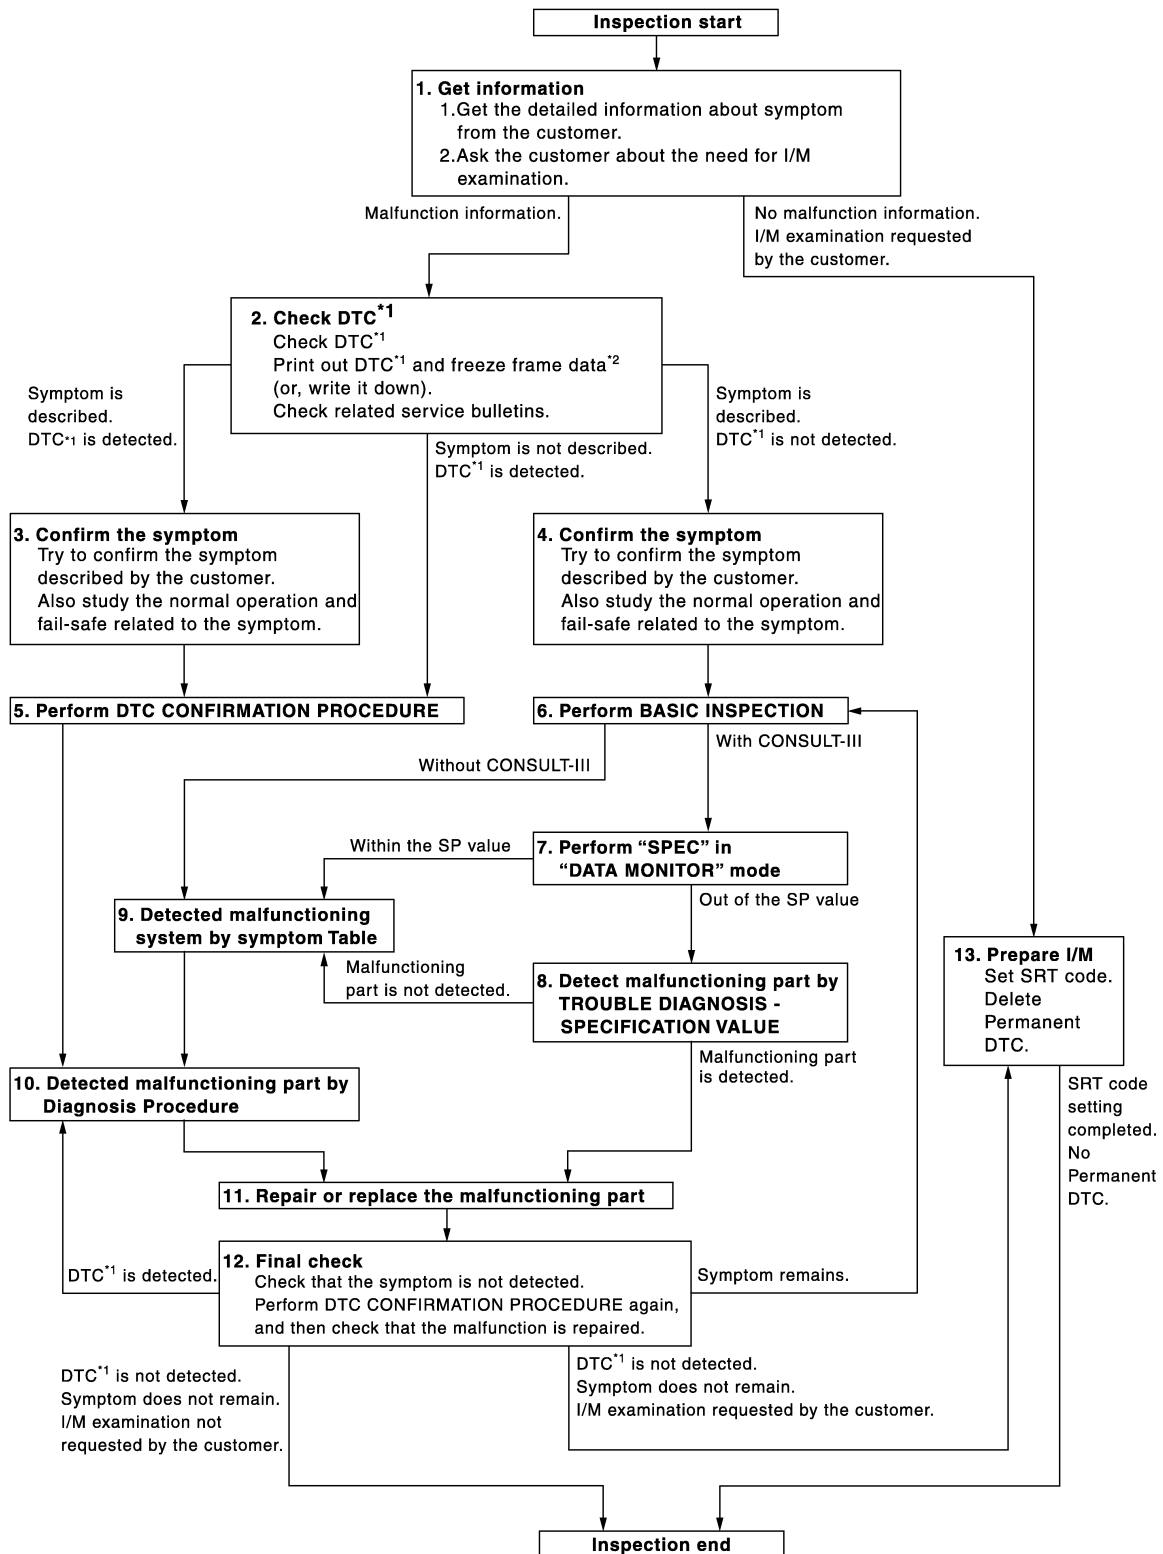 Inspection start
1. Get information
1.Get the detailed information about symptom
from the customer.
2.Ask the customer about the need for I/M
examination.
Malfunction information.
No malfunction information.
I/M examination requested
by the customer.
2. Check DTC*1
Check DTC*1
Print out DTC*1 and freeze frame data*2
(or, write it down).
Check related service bulletins.
Symptom is
described.
DTC*1 is detected.
Symptom is not described.
DTC*1 is detected.
Symptom is
described.
DTC*1 is not detected.
3. Confirm the symptom
Try to confirm the symptom
described by the customer.
Also study the normal operation and
fail-safe related to the symptom.
4. Confirm the symptom
Try to confirm the symptom
described by the customer.
Also study the normal operation and
fail-safe related to the symptom.
5. Perform DTC CONFIRMATION PROCEDURE
6. Perform BASIC INSPECTION
Without CONSULT-III
With CONSULT-III
Within the SP value
7. Perform “SPEC” in
“DATA MONITOR” mode
Out of the SP value
9. Detected malfunctioning
system by symptom Table
Malfunctioning
part is not detected.
8. Detect malfunctioning part by
TROUBLE DIAGNOSIS -
SPECIFICATION VALUE
13. Prepare I/M
Set SRT code.
Delete
Permanent
DTC.
Malfunctioning part
is detected.
10. Detected malfunctioning part by
Diagnosis Procedure
SRT code
setting
completed.
No
Permanent
DTC.
11. Repair or replace the malfunctioning part
DTC*1 is detected.
12. Final check
Check that the symptom is not detected.
Perform DTC CONFIRMATION PROCEDURE again,
and then check that the malfunction is repaired.
Symptom remains.
DTC*1 is not detected.
Symptom does not remain.
I/M examination not
requested by the customer.
DTC*1 is not detected.
Symptom does not remain.
I/M examination requested by the customer.
Inspection end